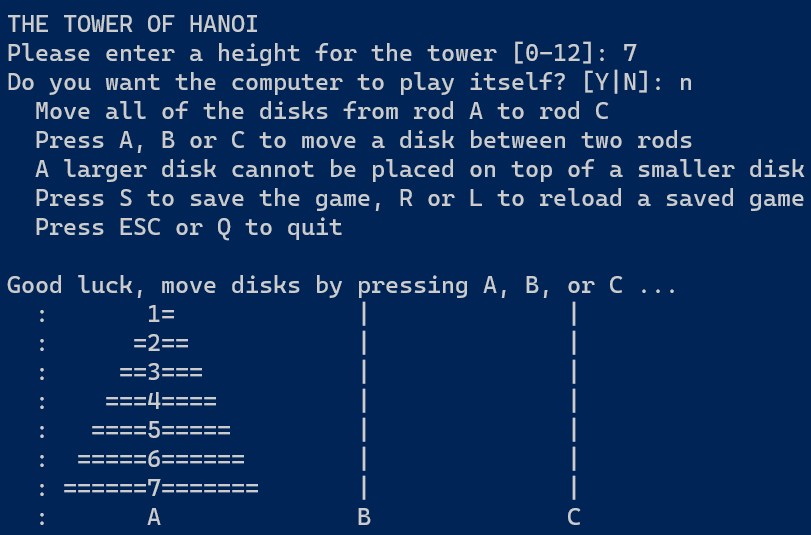 THE TOWER OF HANOI
Please enter a height for the tower [0-12]: 7
Do you want the computer to play itself? [Y|N]: n
  Move all of the disks from rod A to rod C
  Press A, B or C to move a disk between two rods
  A larger disk cannot be placed on top of a smaller disk
  Press S to save the game, R or L to reload a saved game
  Press ESC or Q to quit

Good luck, move disks by pressing A, B, or C ...
  :       1=             |              |
  :      =2==            |              |
  :     ==3===           |              |
  :    ===4====          |              |
  :   ====5=====         |              |
  :  =====6======        |              |
  : ======7=======       |              |
  :       A              B              C